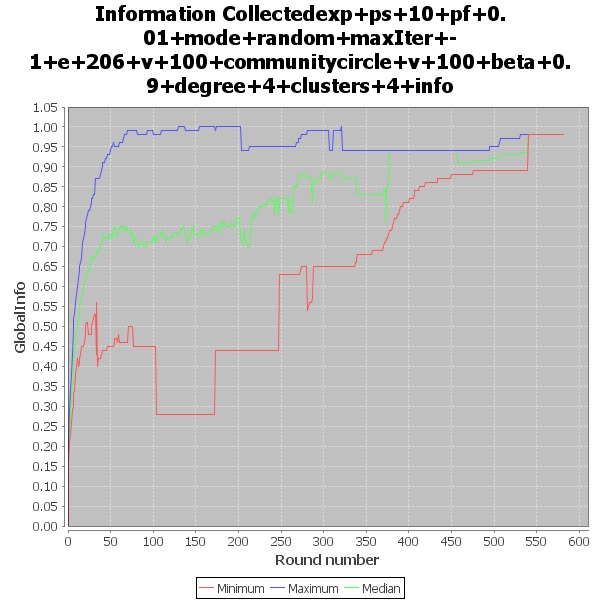 Information Collectedexp+ps+10+pf+0.
01+mode+random+maxIter+-
1+e+206+v+100+communitycircle+v+100+beta+0.
9+degree+4+clusters+4+info
GlobalInfo
1.05
1.00
0.95
0.90
0.85
0.80
0.75
0.70
0.65
0.60
0.55
0.50
0.45
0.40
0.35
0.30
0.25
0.20
0.15
0.10
0.05
0.00
0 50 100 150 200 250 300 350 400 450 500 550 600
Round number
Minimum Maximum Median